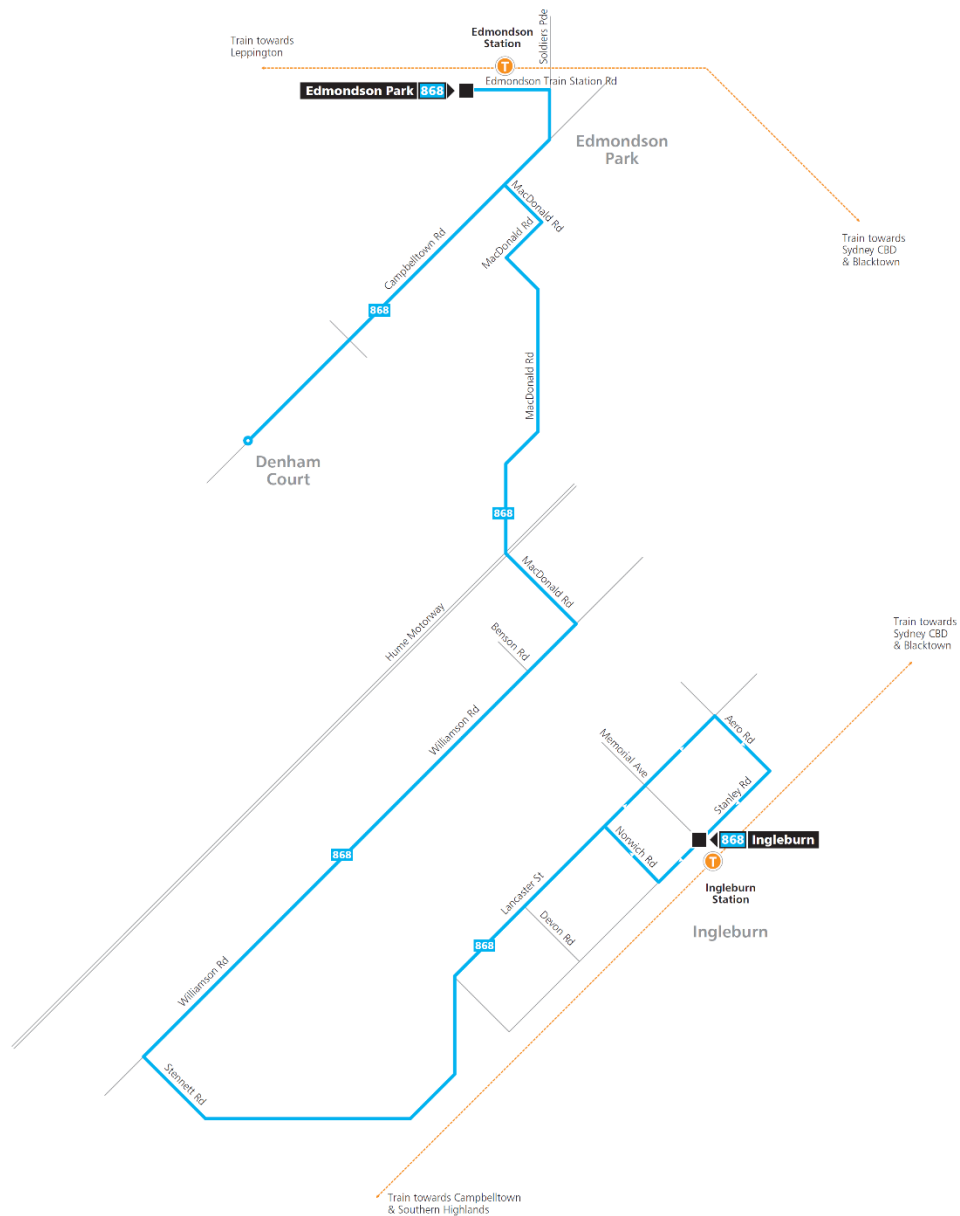 Soldiers Pde
Edmondson
Station
Train towards
Leppington
T
Edmondson Train Station Rd
Edmondson Park 868
Edmondson
Park
MacDonald Rd
MacDonald Rd
Campbelltown Rd
Train towards
Sydney CBD
& Blacktown
868
MacDonald Rd
Denham
Court
868
MacDonald Rd
Hume Motorway
Benson Rd
Train towards
Sydney CBD
& Blacktown
Williamson Rd
Aero Rd
Memorial Ave
Stanley Rd
868 Ingleburn
Norwich Rd
868
T
Ingleburn
Station
Lancaster St
Devon Rd
Ingleburn
868
Williamson Rd
Stennett Rd
Train towards Campbelltown
& Southern Highlands